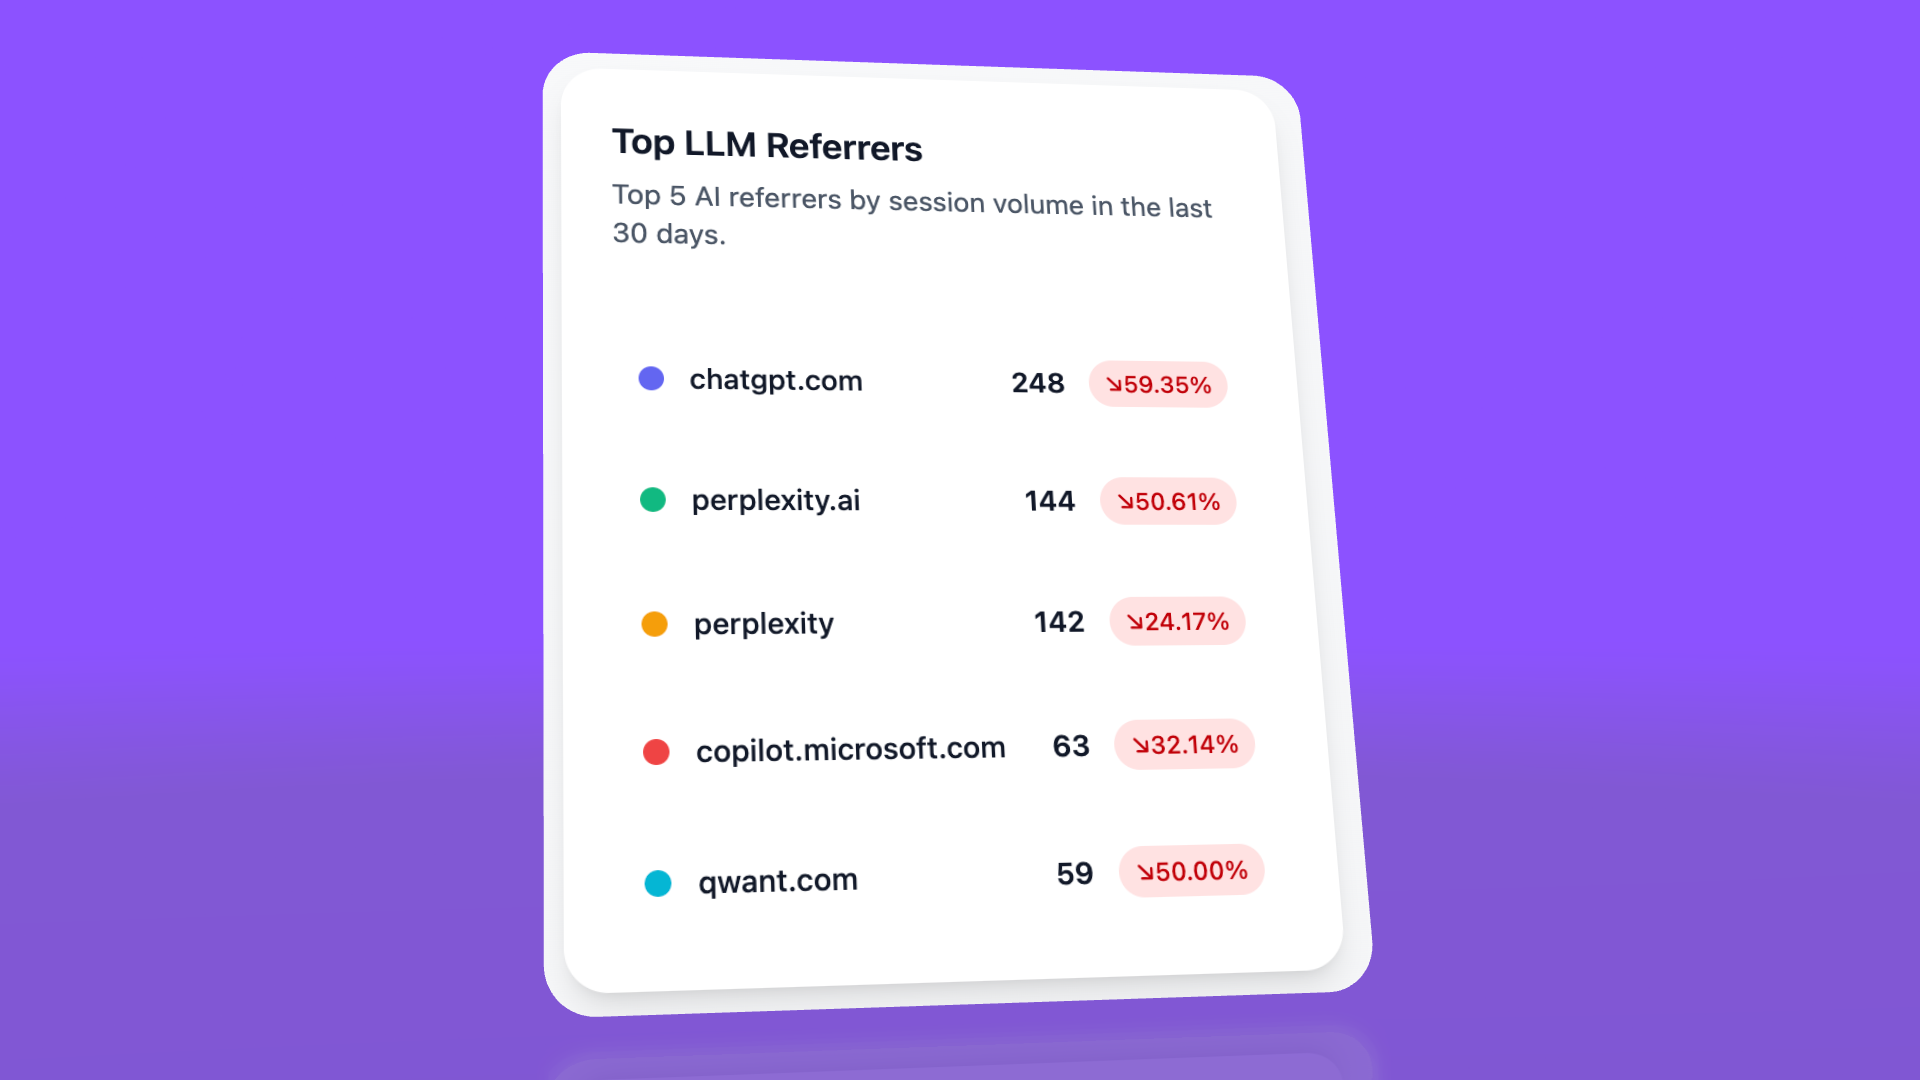 Top LLM Referrers
Top 5 AI referrers by session volume in the last
30 days.
chatgpt.com 248 ↘59.35%
perplexity.ai 144 ↘50.61%
perplexity 142 ↘24.17%
copilot.microsoft.com 63 ↘32.14%
qwant.com 59 ↘50.00%